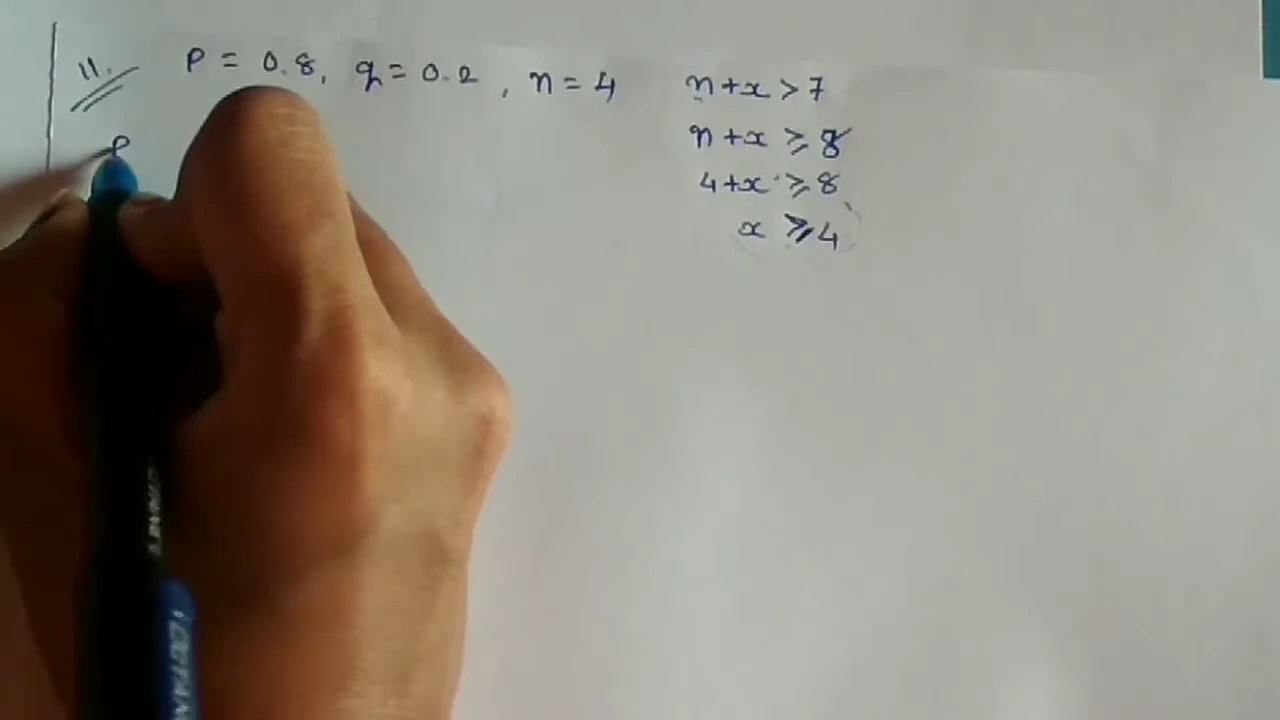 11. P = 0.8, q = 0.2, n = 4
n + x > 7
n + x ≥ 8
4 + x ≥ 8
x ≥ 4
P